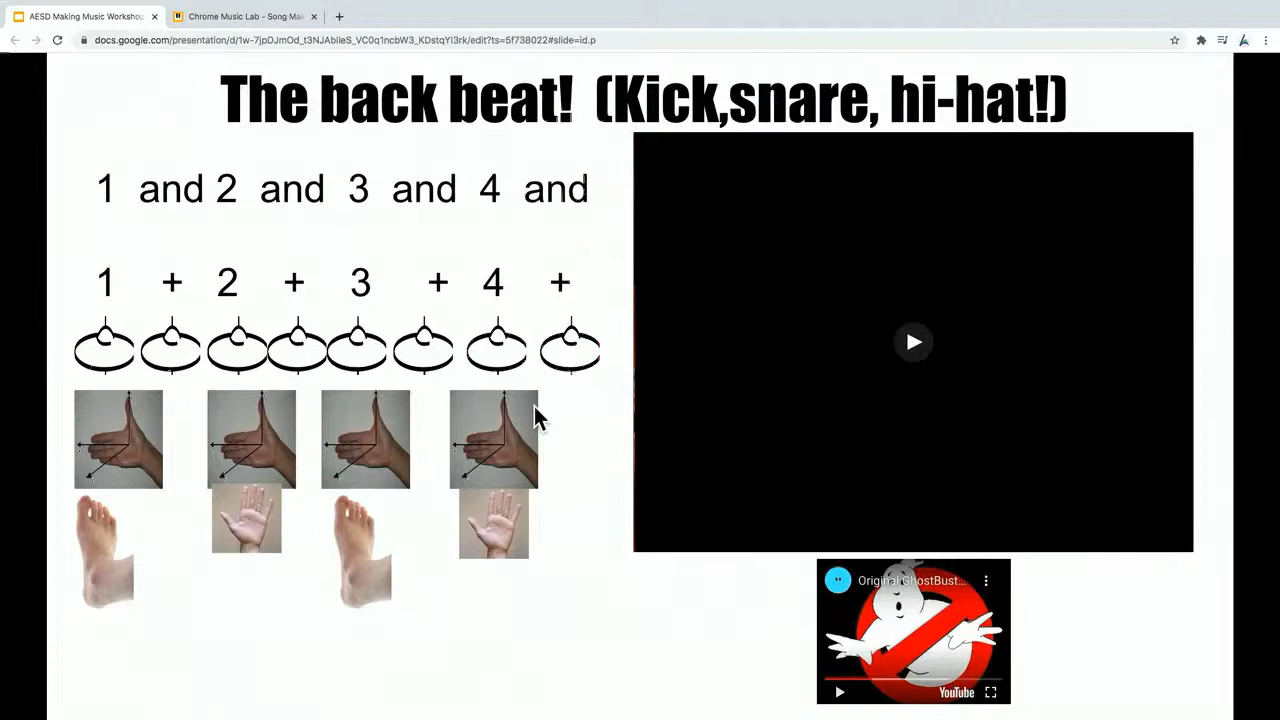 AESD Making Music Workshop
Chrome Music Lab - Song Mak
docs.google.com/presentation/d/1w-7jpDJmOd_t3NJAblleS_VC0q1ncbW3_KDstqYi3rk/edit?ts=5f738022#slide=id.p
The back beat! (Kick,snare, hi-hat!)
1 and 2 and 3 and 4 and
1 + 2 + 3 + 4 +
Original GhostBust...
YouTube